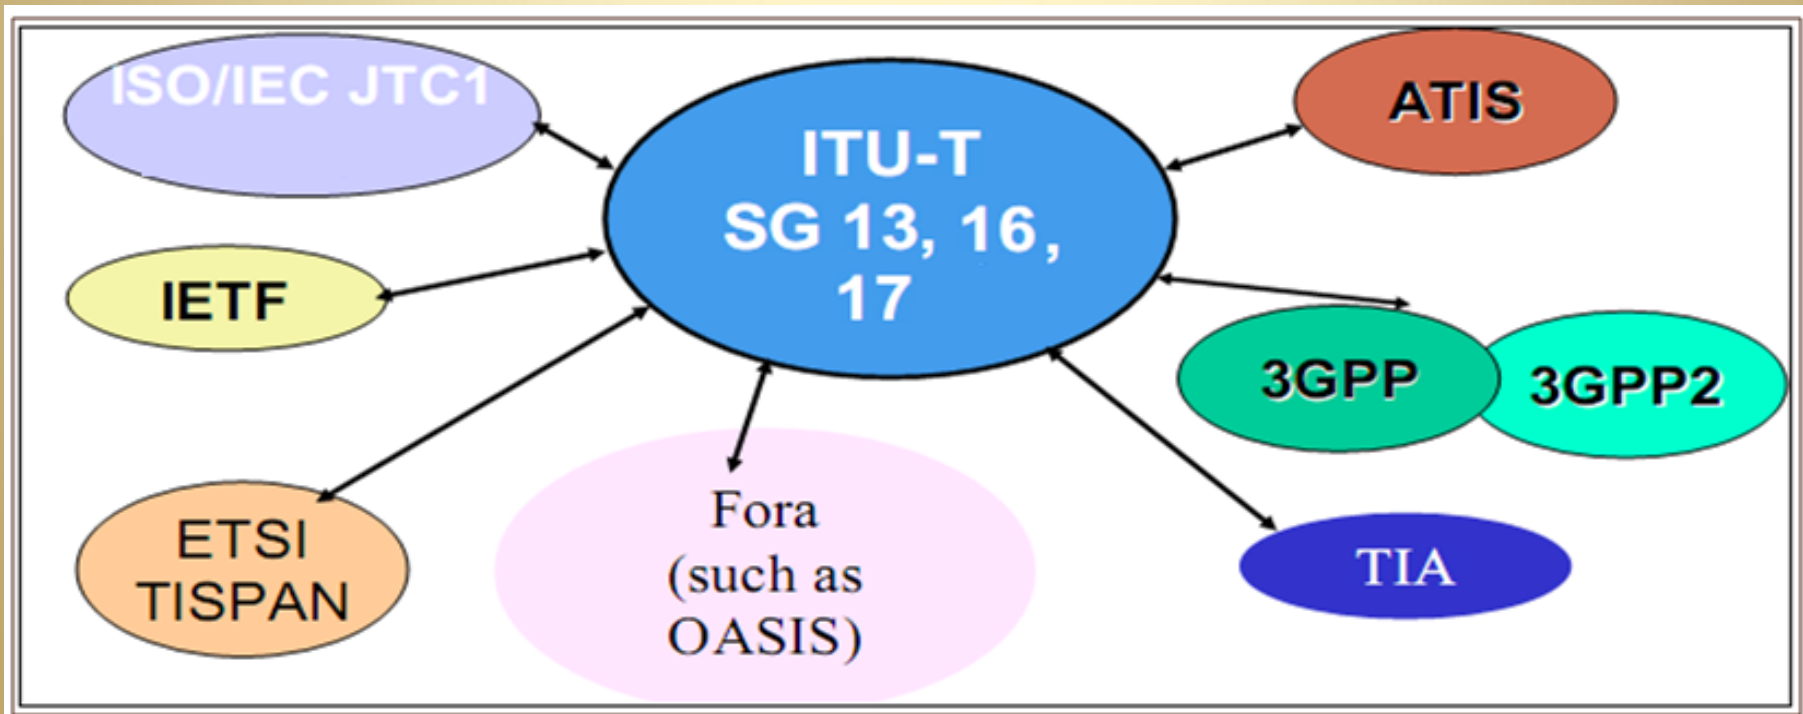 ISO/IEC JTC1
ITU-T
SG 13, 16,
17
ATIS
IETF
3GPP
3GPP2
ETSI
TISPAN
Fora
(such as
OASIS)
TIA